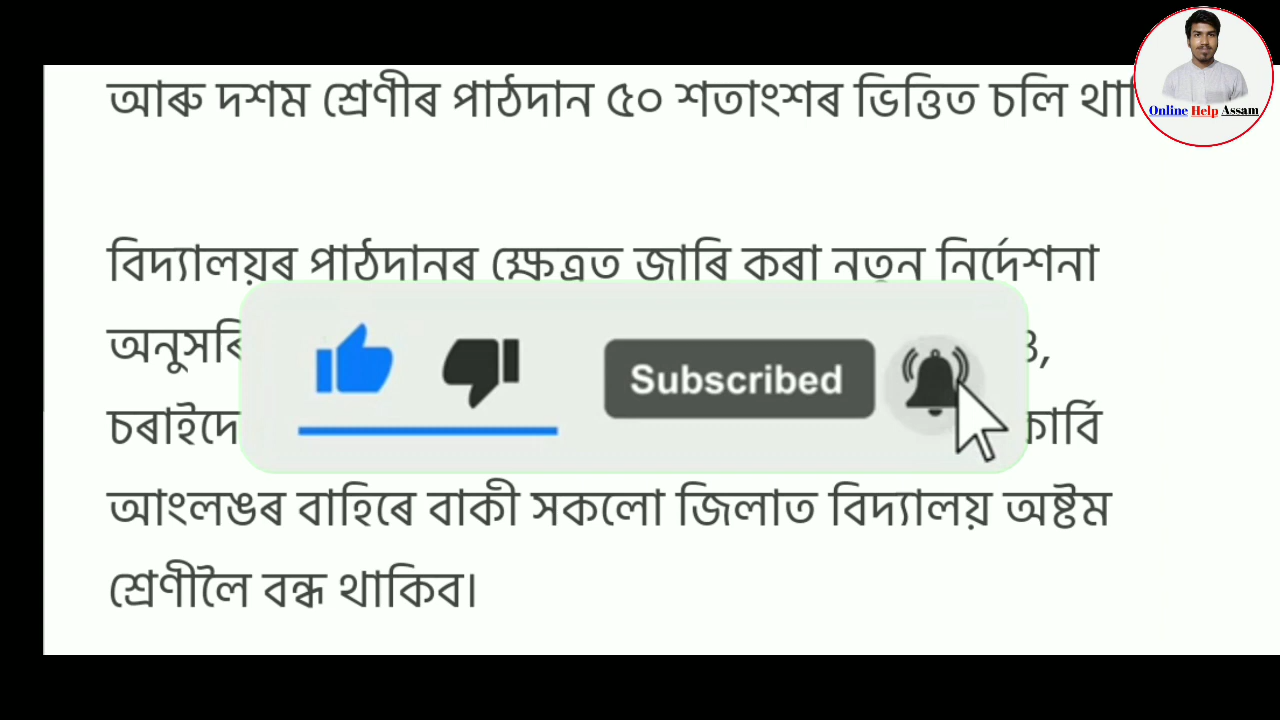 আৰু দশম শ্ৰেণীৰ পাঠদান ৫০ শতাংশৰ ভিত্তিত চলি
Online Help Assam
বিদ্যালয়ৰ পাঠদানৰ ক্ষেত্ৰত জাৰি কৰা নতুন নিৰ্দেশনা
Subscribed
কাৰ্বি
আংলঙৰ বাহিৰে বাকী সকলো জিলাত বিদ্যালয় অষ্টম
শ্ৰেণীলৈ বন্ধ থাকিব।